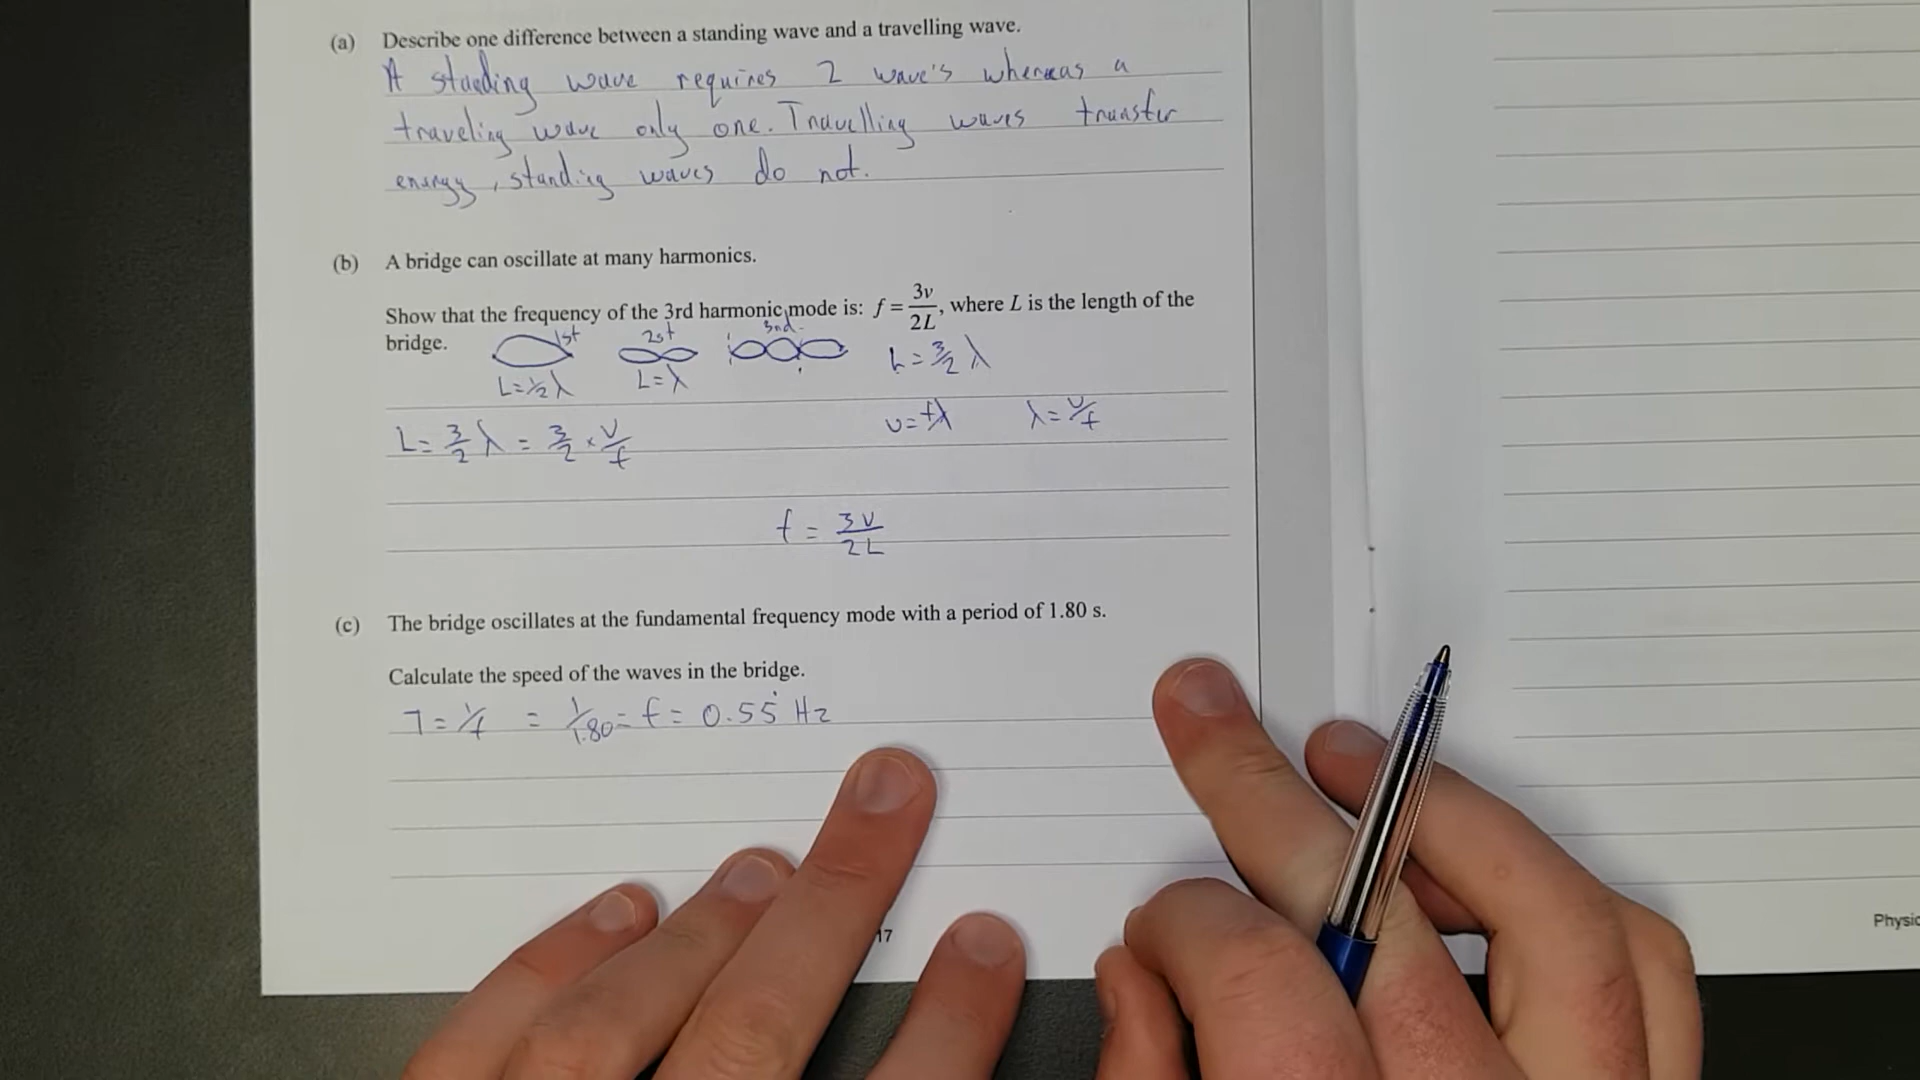 (a) Describe one difference between a standing wave and a travelling wave.
A standing wave requires 2 wave's whereas a
traveling wave only one. Travelling waves transfer
energy, standing waves do not.
(b) A bridge can oscillate at many harmonics.
Show that the frequency of the 3rd harmonic mode is: f = 3v/2L, where L is the length of the
bridge.
1st 2st 3nd
L=½λ L=λ L=3/2 λ
v=fλ λ=v/f
L=3/2 λ = 3/2 × v/f
f = 3v/2L
(c) The bridge oscillates at the fundamental frequency mode with a period of 1.80 s.
Calculate the speed of the waves in the bridge.
T=1/f = 1/1.80 = f = 0.55̇ Hz
17
Physic